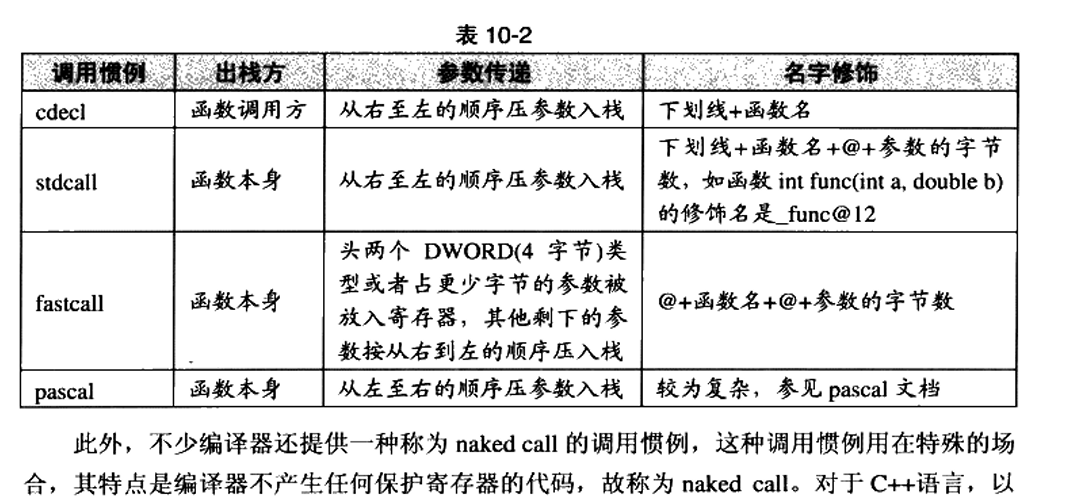 表 10-2
调用惯例 出栈方 参数传递 名字修饰
cdecl 函数调用方 从右至左的顺序压参数入栈 下划线+函数名
stdcall 函数本身 从右至左的顺序压参数入栈
下划线+函数名+@+参数的字节
数，如函数 int func(int a, double b)
的修饰名是_func@12
fastcall 函数本身
头两个 DWORD(4 字节)类
型或者占更少字节的参数被
放入寄存器，其他剩下的参
数按从右到左的顺序压入栈
@+函数名+@+参数的字节数
pascal 函数本身 从左至右的顺序压参数入栈 较为复杂，参见 pascal 文档
此外，不少编译器还提供一种称为 naked call 的调用惯例，这种调用惯例用在特殊的场
合，其特点是编译器不产生任何保护寄存器的代码，故称为 naked call。对于 C++语言，以